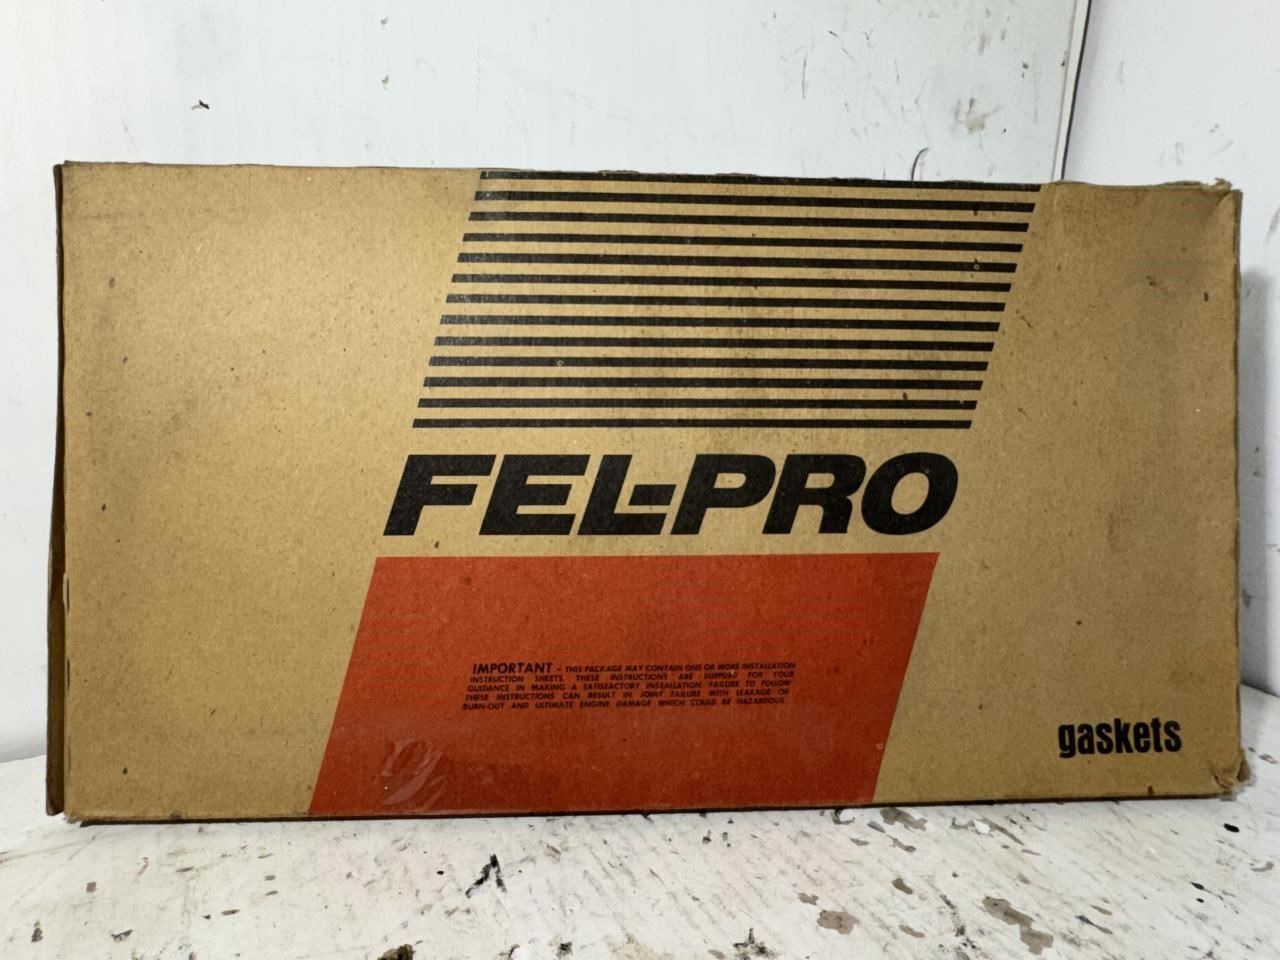 FEL-PRO
IMPORTANT - THIS PACKAGE MAY CONTAIN ONE OR MORE INSTALLATION
INSTRUCTION SHEETS. THESE INSTRUCTIONS ARE SUPPLIED FOR YOUR
GUIDANCE IN MAKING A SATISFACTORY INSTALLATION. FAILURE TO FOLLOW
THESE INSTRUCTIONS CAN RESULT IN JOINT FAILURE WITH LEAKAGE OR
BURN-OUT AND ULTIMATE ENGINE DAMAGE WHICH COULD BE HAZARDOUS.
gaskets